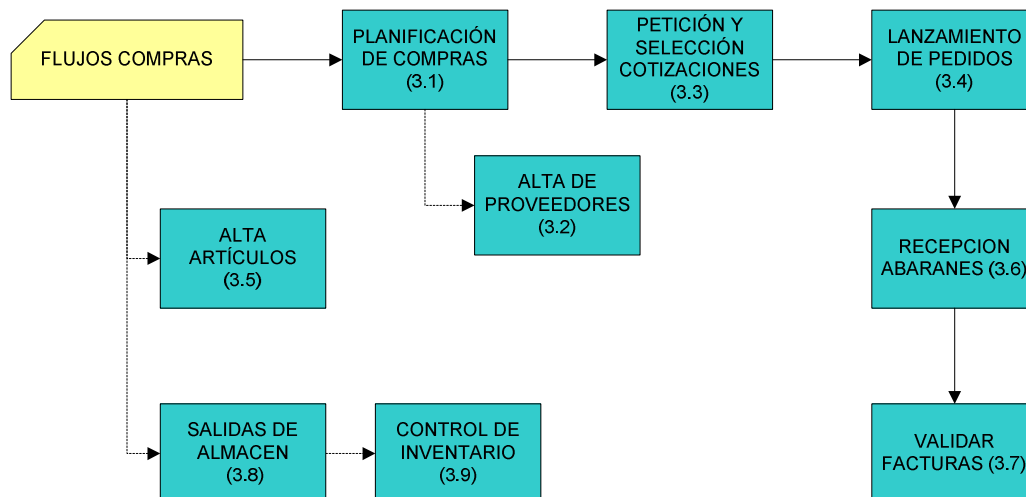 FLUJOS COMPRAS
PLANIFICACIÓN
DE COMPRAS
(3.1)
PETICIÓN Y
SELECCIÓN
COTIZACIONES
(3.3)
LANZAMIENTO
DE PEDIDOS
(3.4)
ALTA DE
PROVEEDORES
(3.2)
ALTA
ARTÍCULOS
(3.5)
RECEPCION
ABARANES (3.6)
SALIDAS DE
ALMACEN
(3.8)
CONTROL DE
INVENTARIO
(3.9)
VALIDAR
FACTURAS (3.7)